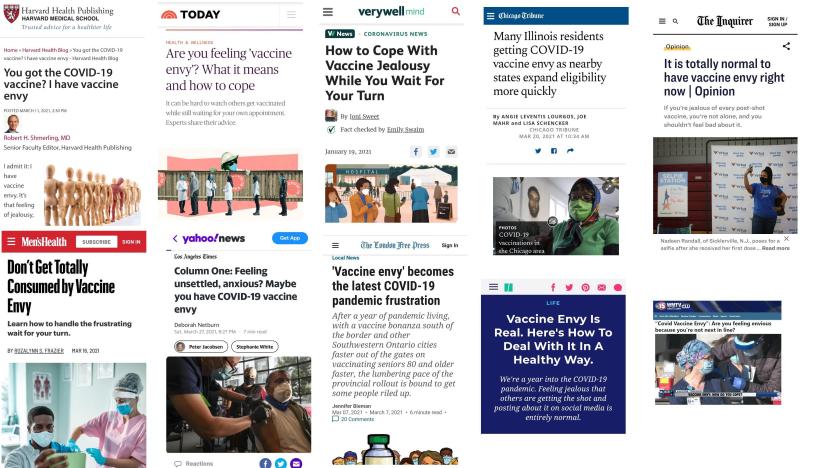 Harvard Health Publishing
HARVARD MEDICAL SCHOOL
Trusted advice for a healthier life
Home › Harvard Health Blog › You got the COVID-19
vaccine? I have vaccine envy - Harvard Health Blog
You got the COVID-19
vaccine? I have vaccine
envy
POSTED MARCH 11, 2021, 2:30 PM
Robert H. Shmerling, MD
Senior Faculty Editor, Harvard Health Publishing
I admit it: I
have
vaccine
envy. It's
that feeling
of jealousy,
TODAY
HEALTH & WELLNESS
Are you feeling 'vaccine
envy'? What it means
and how to cope
It can be hard to watch others get vaccinated
while still waiting for your own appointment.
Experts share their advice.
verywell mind
News
CORONAVIRUS NEWS
How to Cope With
Vaccine Jealousy
While You Wait For
Your Turn
By Joni Sweet
Fact checked by Emily Swaim
January 19, 2021
HOSPITAL
Chicago Tribune
Many Illinois residents
getting COVID-19
vaccine envy as nearby
states expand eligibility
more quickly
By ANGIE LEVENTIS LOURGOS, JOE
MAHR and LISA SCHENCKER
CHICAGO TRIBUNE
MAR 20, 2021 AT 10:34 AM
PHOTOS
COVID-19
vaccinations in
the Chicago area
The Inquirer
SIGN IN /
SIGN UP
Opinion
It is totally normal to
have vaccine envy right
now | Opinion
If you're jealous of every post-shot
vaccine, you're not alone, and you
shouldn't feel bad about it.
SELFIE
STATION
Nadeen Randall, of Sicklerville, N.J., poses for a
selfie after she received her first dose ... Read more
Men'sHealth
SUBSCRIBE
SIGN IN
Don't Get Totally
Consumed by Vaccine
Envy
Learn how to handle the frustrating
wait for your turn.
BY ROZALYNN S. FRAZIER MAR 16, 2021
yahoo!news
Get App
Los Angeles Times
Column One: Feeling
unsettled, anxious? Maybe
you have COVID-19 vaccine
envy
Deborah Netburn
Sat, March 27, 2021, 8:21 PM · 7 min read
Peter Jacobsen
Stephanie White
Reactions
The London Free Press
Sign In
Local News
'Vaccine envy' becomes
the latest COVID-19
pandemic frustration
After a year of pandemic living,
with a vaccine bonanza south of
the border and other
Southwestern Ontario cities
faster out of the gates on
vaccinating seniors 80 and older
faster, the lumbering pace of the
provincial rollout is bound to get
some people riled up.
Jennifer Bieman
Mar 07, 2021 • March 7, 2021 • 6 minute read •
20 Comments
LIFE
Vaccine Envy Is
Real. Here's How To
Deal With It In A
Healthy Way.
We're a year into the COVID-19
pandemic. Feeling jealous that
others are getting the shot and
posting about it on social media is
entirely normal.
15
"Covid Vaccine Envy": Are you feeling envious
because you're not next in line?